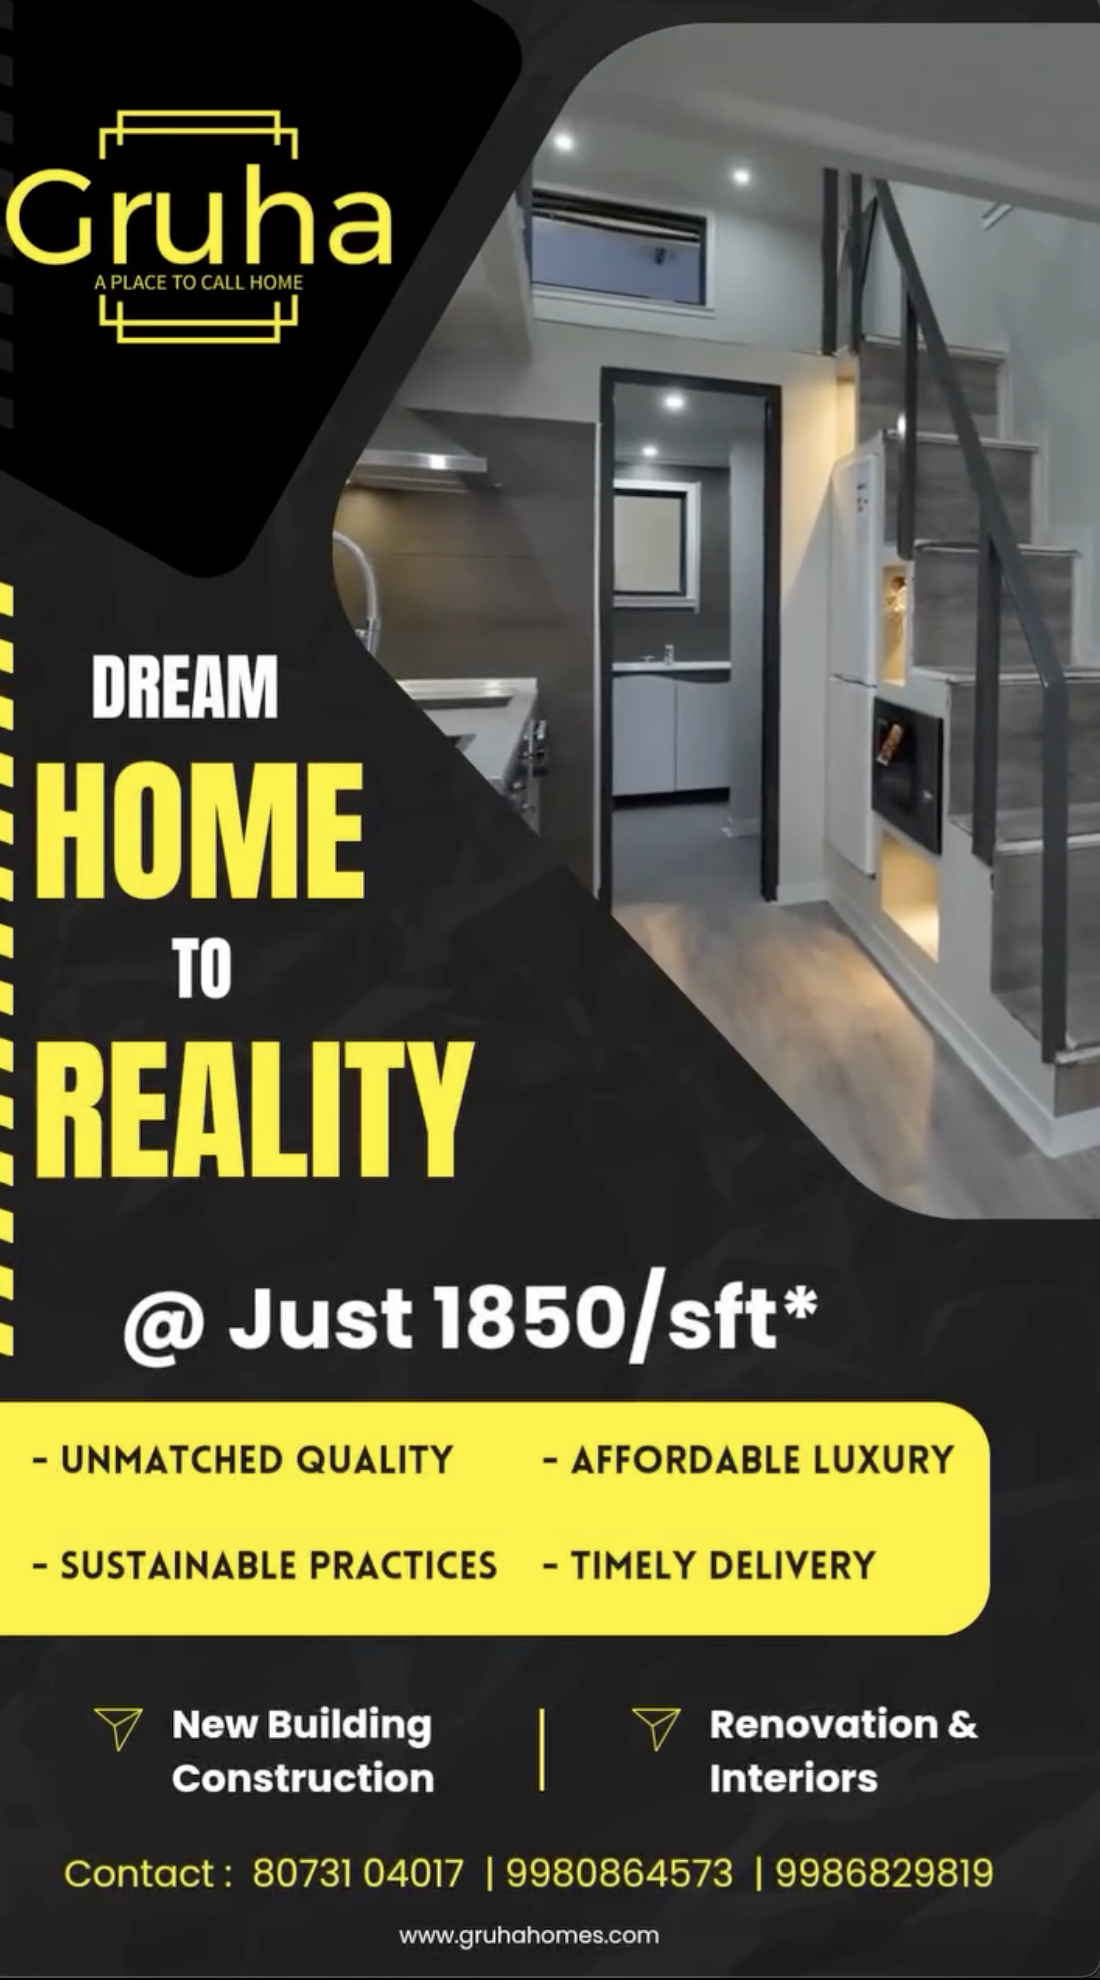 Gruha
A PLACE TO CALL HOME
DREAM
HOME
TO
REALITY
@ Just 1850/sft*
- UNMATCHED QUALITY
- AFFORDABLE LUXURY
- SUSTAINABLE PRACTICES
- TIMELY DELIVERY
New Building
Construction
Renovation &
Interiors
Contact : 80731 04017 | 9980864573 | 9986829819
www.gruhahomes.com